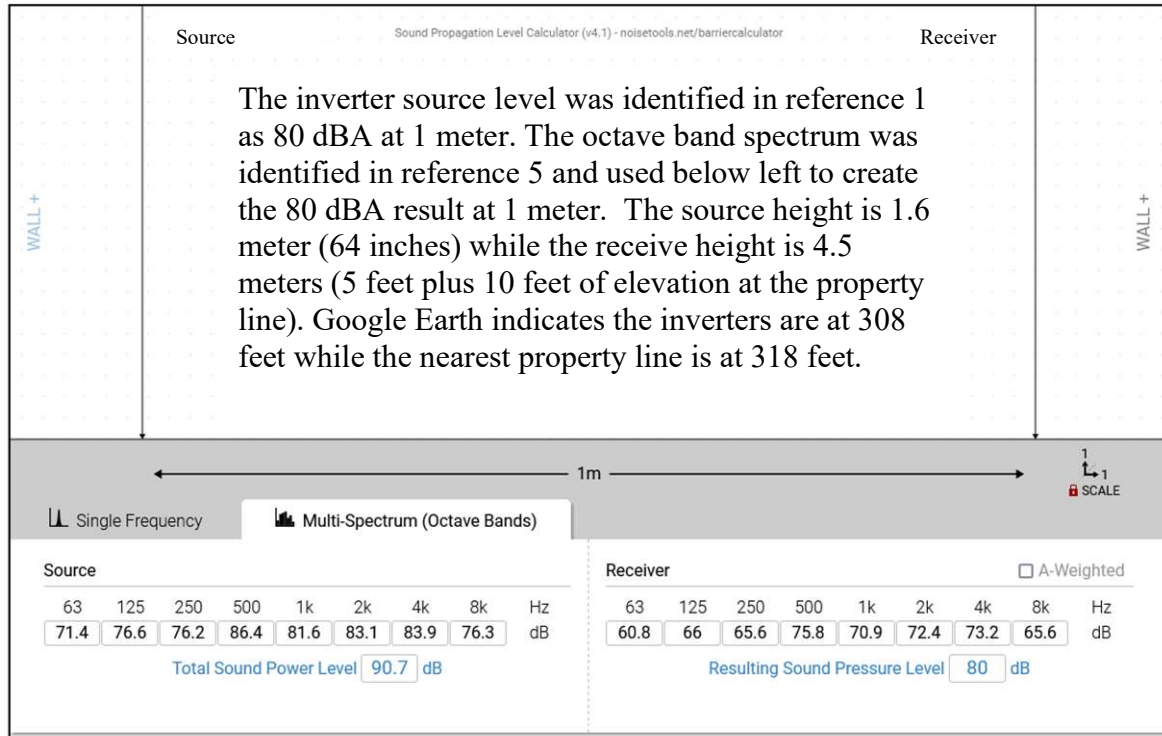 Source
Sound Propagation Level Calculator (v4.1) - noisetools.net/barriercalculator
Receiver
The inverter source level was identified in reference 1
as 80 dBA at 1 meter. The octave band spectrum was
identified in reference 5 and used below left to create
the 80 dBA result at 1 meter.  The source height is 1.6
meter (64 inches) while the receive height is 4.5
meters (5 feet plus 10 feet of elevation at the property
line). Google Earth indicates the inverters are at 308
feet while the nearest property line is at 318 feet.
WALL +
WALL +
1m
1
1
SCALE
Single Frequency
Multi-Spectrum (Octave Bands)
Source
63 125 250 500 1k 2k 4k 8k Hz
71.4 76.6 76.2 86.4 81.6 83.1 83.9 76.3 dB
Total Sound Power Level 90.7 dB
Receiver
A-Weighted
63 125 250 500 1k 2k 4k 8k Hz
60.8 66 65.6 75.8 70.9 72.4 73.2 65.6 dB
Resulting Sound Pressure Level 80 dB